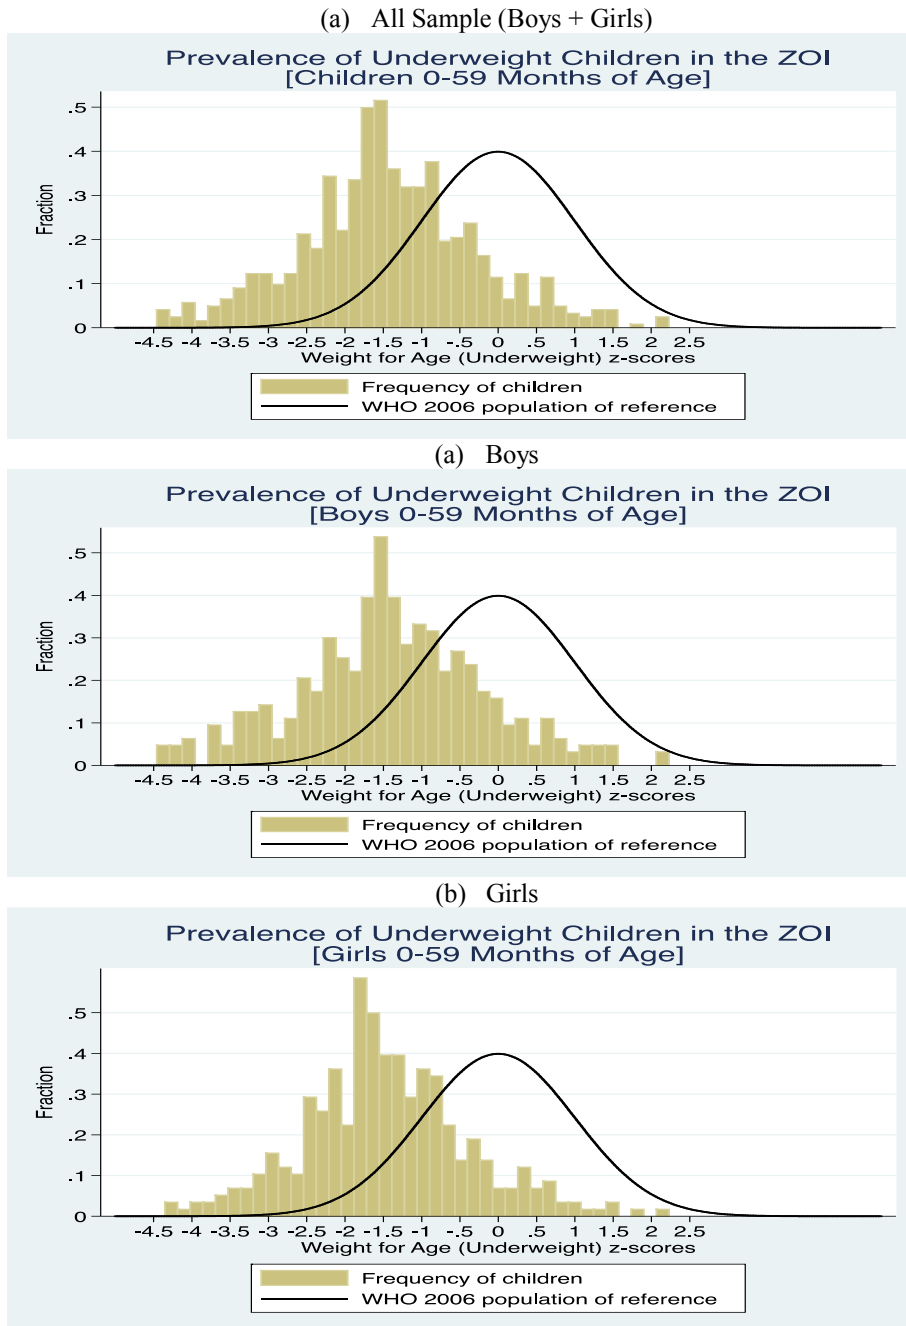 (a) All Sample (Boys + Girls)
Prevalence of Underweight Children in the ZOI
[Children 0-59 Months of Age]
.5
.4
.3
.2
.1
0
Fraction
-4.5 -4 -3.5 -3 -2.5 -2 -1.5 -1 -.5 0 .5 1 1.5 2 2.5
Weight for Age (Underweight) z-scores
Frequency of children
WHO 2006 population of reference
(a) Boys
Prevalence of Underweight Children in the ZOI
[Boys 0-59 Months of Age]
.5
.4
.3
.2
.1
0
Fraction
-4.5 -4 -3.5 -3 -2.5 -2 -1.5 -1 -.5 0 .5 1 1.5 2 2.5
Weight for Age (Underweight) z-scores
Frequency of children
WHO 2006 population of reference
(b) Girls
Prevalence of Underweight Children in the ZOI
[Girls 0-59 Months of Age]
.5
.4
.3
.2
.1
0
Fraction
-4.5 -4 -3.5 -3 -2.5 -2 -1.5 -1 -.5 0 .5 1 1.5 2 2.5
Weight for Age (Underweight) z-scores
Frequency of children
WHO 2006 population of reference